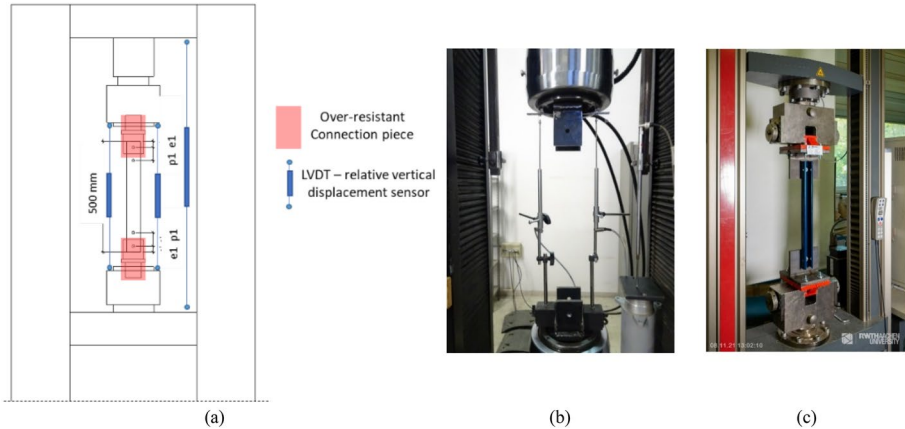 p1 e1
500 mm
e1 p1
Over-resistant
Connection piece
LVDT – relative vertical
displacement sensor
RWTHAACHEN
UNIVERSITY
(a)
(b)
(c)